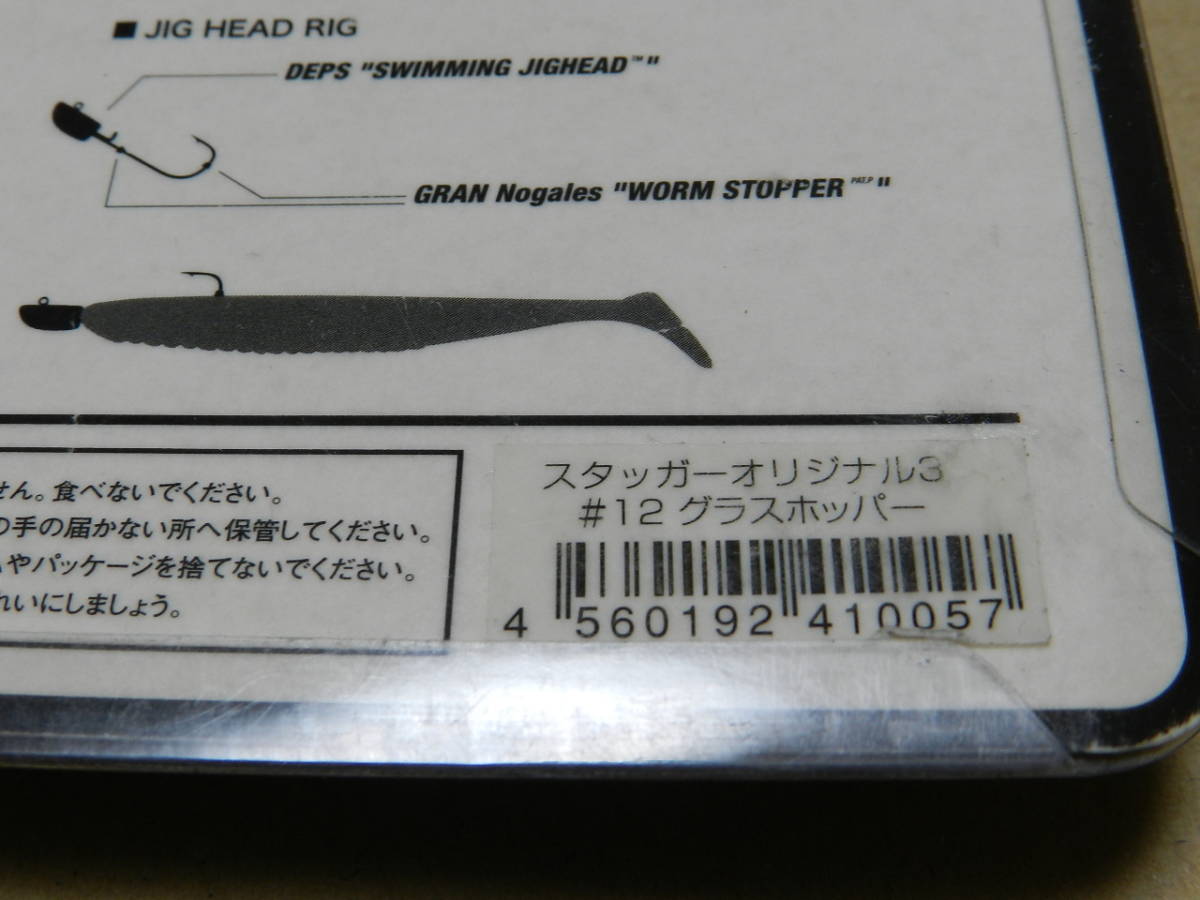 ■ JIG HEAD RIG
DEPS "SWIMMING JIGHEAD™"
GRAN Nogales "WORM STOPPER PAT.P"
せん。食べないでください。
の手の届かない所へ保管してください。
やパッケージを捨てないでください。
れいにしましょう。
スタッガーオリジナル3
#12 グラスホッパー
4 560192 410057